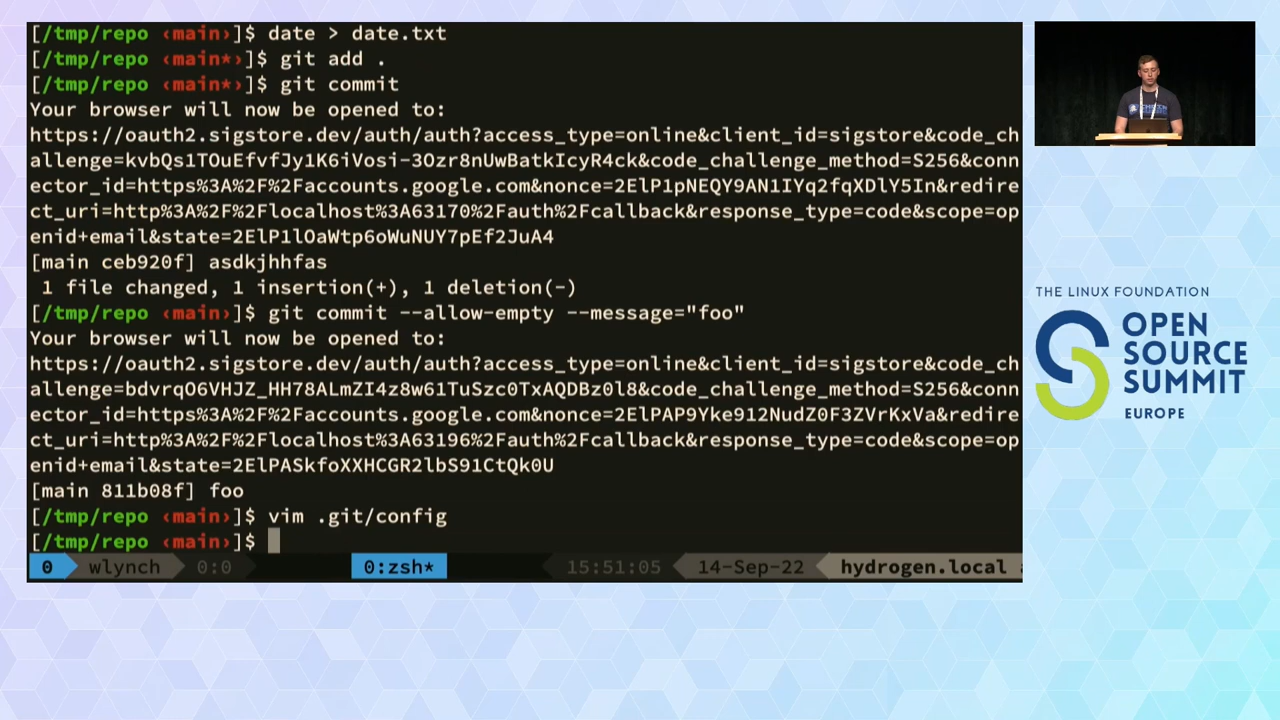 [/tmp/repo ‹main›]$ date > date.txt
[/tmp/repo ‹main*›]$ git add .
[/tmp/repo ‹main*›]$ git commit
Your browser will now be opened to:
https://oauth2.sigstore.dev/auth/auth?access_type=online&client_id=sigstore&code_ch
allenge=kvbQs1TOuEfvfJy1K6iVosi-3Ozr8nUwBatkIcyR4ck&code_challenge_method=S256&conn
ector_id=https%3A%2F%2Faccounts.google.com&nonce=2ElP1pNEQY9AN1IYq2fqXDlY5In&redire
ct_uri=http%3A%2F%2Flocalhost%3A63170%2Fauth%2Fcallback&response_type=code&scope=op
enid+email&state=2ElP1lOaWtp6oWuNUY7pEf2JuA4
[main ceb920f] asdkjhhfas
1 file changed, 1 insertion(+), 1 deletion(-)
[/tmp/repo ‹main›]$ git commit --allow-empty --message="foo"
Your browser will now be opened to:
https://oauth2.sigstore.dev/auth/auth?access_type=online&client_id=sigstore&code_ch
allenge=bdvrqO6VHJZ_HH78ALmZI4z8w61TuSzc0TxAQDBz0l8&code_challenge_method=S256&conn
ector_id=https%3A%2F%2Faccounts.google.com&nonce=2ElPAP9Yke912NudZ0F3ZVrKxVa&redire
ct_uri=http%3A%2F%2Flocalhost%3A63196%2Fauth%2Fcallback&response_type=code&scope=op
enid+email&state=2ElPASkfoXXHCGR2lbS91CtQk0U
[main 811b08f] foo
[/tmp/repo ‹main›]$ vim .git/config
[/tmp/repo ‹main›]$
0 wlynch 0:0 0:zsh* 15:51:05 14-Sep-22 hydrogen.local
THE LINUX FOUNDATION
OPEN
SOURCE
SUMMIT
EUROPE